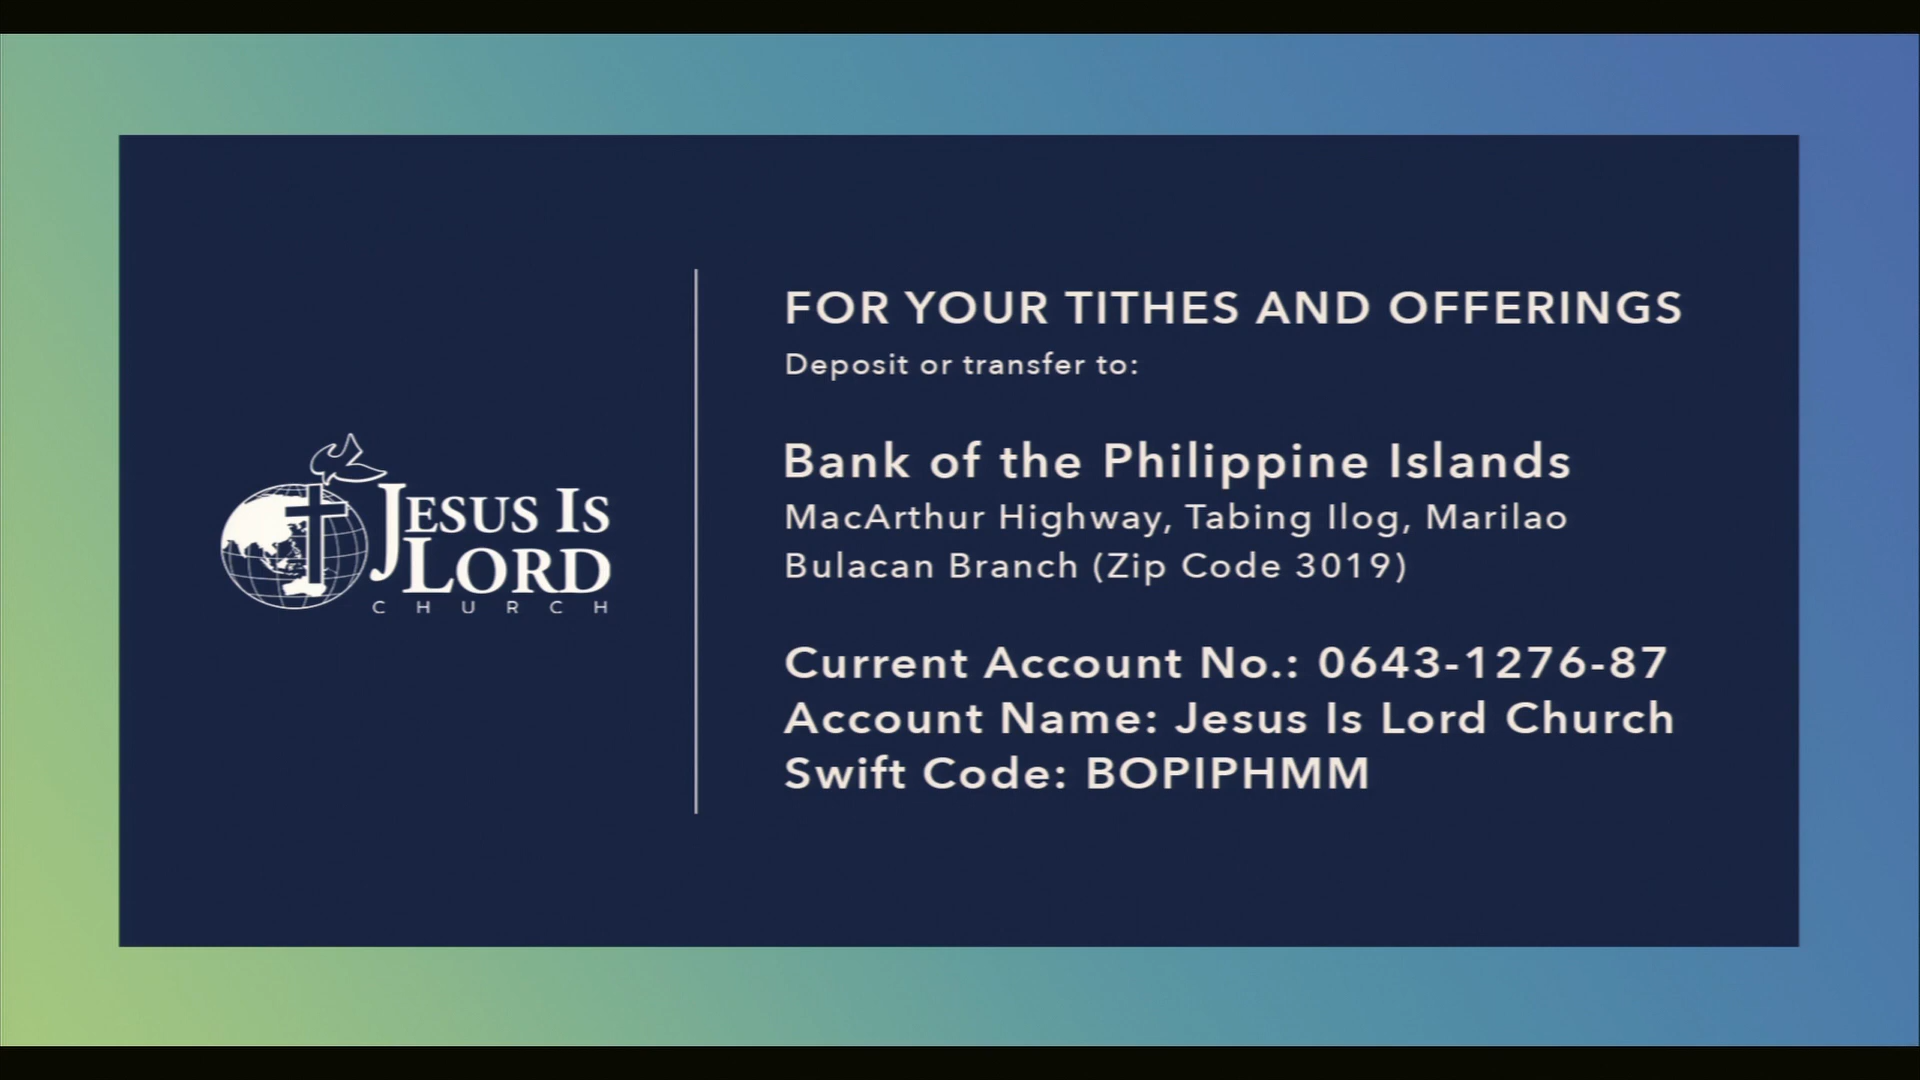 JESUS IS
LORD
CHURCH
FOR YOUR TITHES AND OFFERINGS
Deposit or transfer to:
Bank of the Philippine Islands
MacArthur Highway, Tabing Ilog, Marilao
Bulacan Branch (Zip Code 3019)
Current Account No.: 0643-1276-87
Account Name: Jesus Is Lord Church
Swift Code: BOPIPHMM